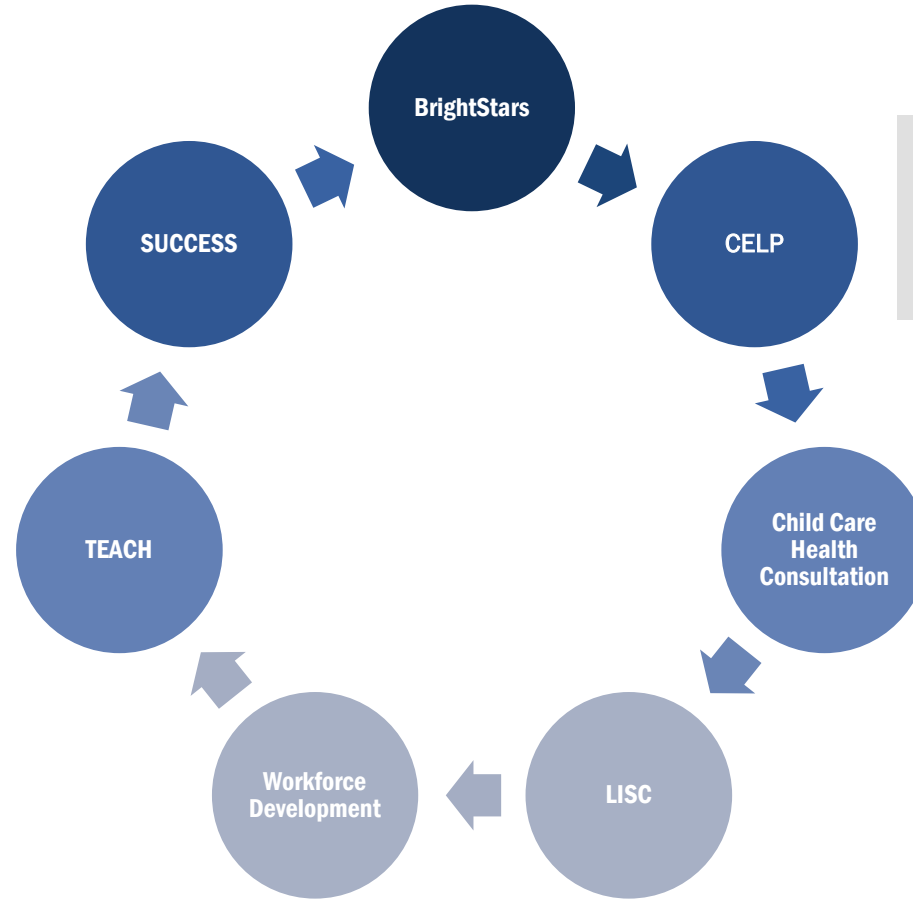 BrightStars
CELP
Child Care
Health
Consultation
LISC
Workforce
Development
TEACH
SUCCESS